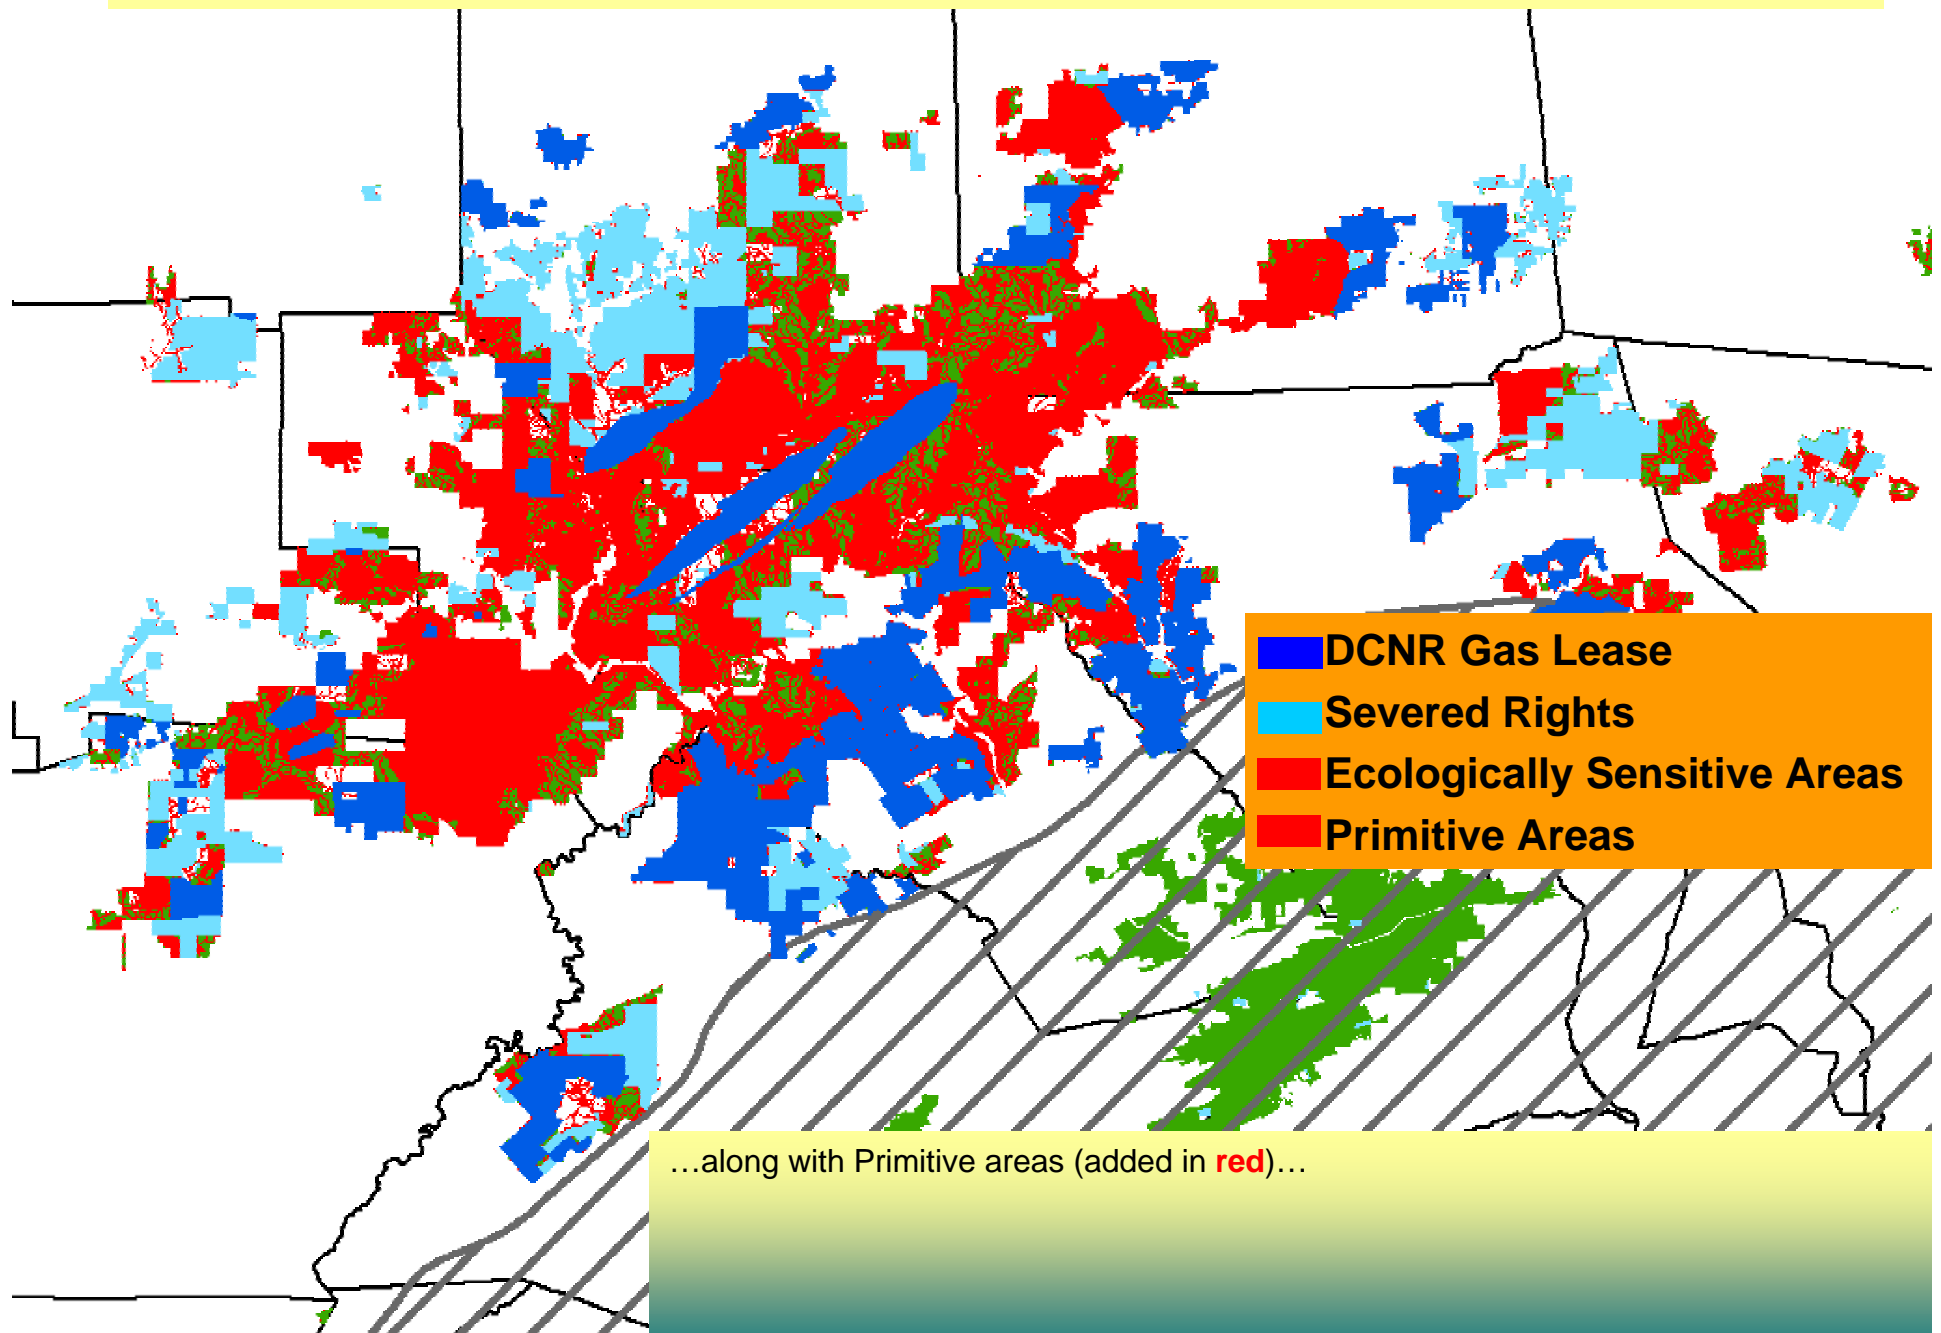 DCNR Gas Lease
Severed Rights
Ecologically Sensitive Areas
Primitive Areas
…along with Primitive areas (added in red)…